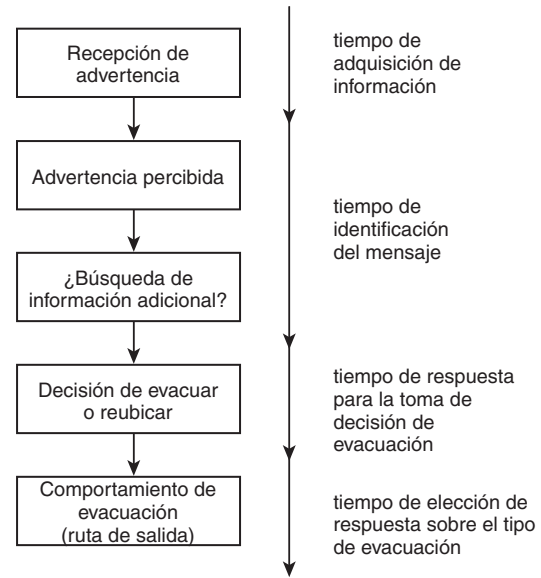 Recepción de
advertencia
tiempo de
adquisición de
información
Advertencia percibida
tiempo de
identificación
del mensaje
¿Búsqueda de
información adicional?
Decisión de evacuar
o reubicar
tiempo de respuesta
para la toma de
decisión de
evacuación
Comportamiento de
evacuación
(ruta de salida)
tiempo de elección de
respuesta sobre el tipo
de evacuación